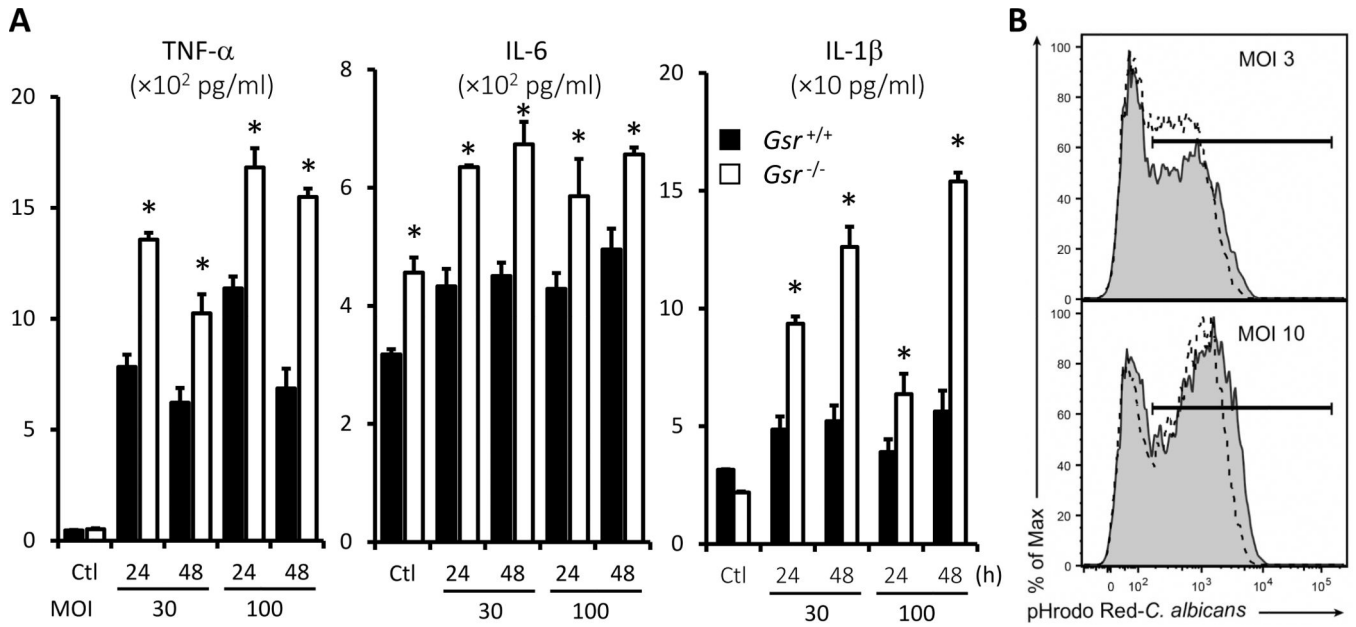 A
TNF-α
(×10² pg/ml)
20
15
10
5
0
* * * *
Ctl 24 48 24 48
MOI 30 100
IL-6
(×10² pg/ml)
8
6
4
2
0
* * * * *
Ctl 24 48 24 48
30 100
IL-1β
(×10 pg/ml)
20
15
10
5
0
Gsr+/+
Gsr-/-
* * * *
Ctl 24 48 24 48 (h)
30 100
B
MOI 3
100
80
60
40
20
0
MOI 10
100
80
60
40
20
0
% of Max
0 10² 10³ 10⁴ 10⁵
pHrodo Red-C. albicans